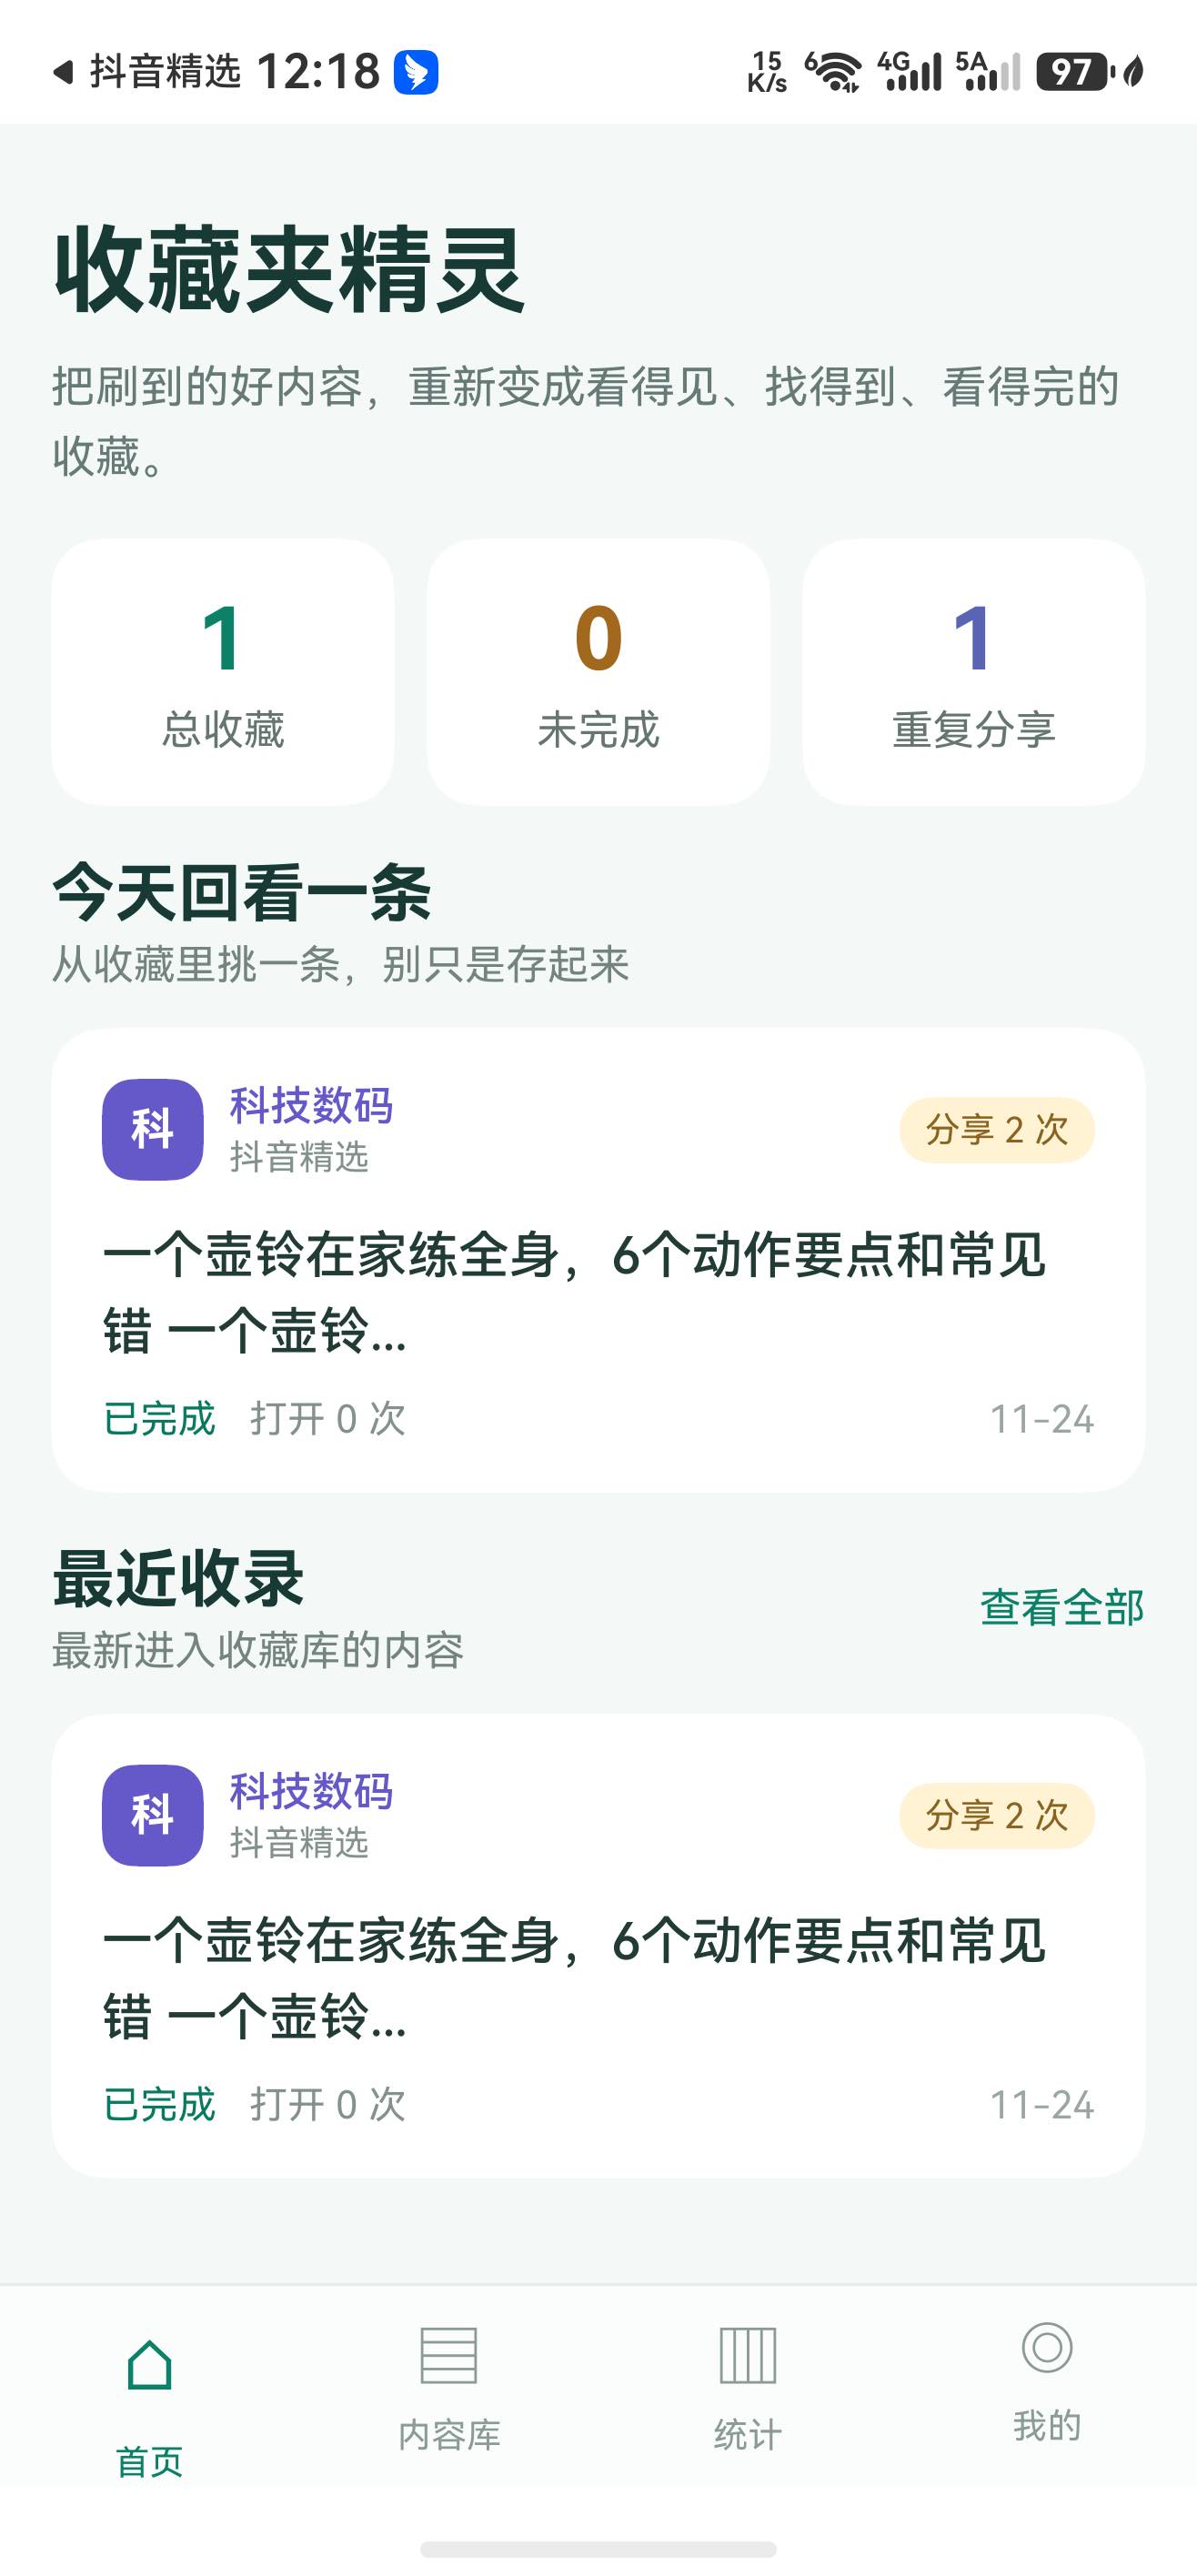 抖音精选 12:18 15 K/s 6 4G 5A 97
收藏夹精灵
把刷到的好内容，重新变成看得见、找得到、看得完的
收藏。
1 0 1
总收藏 未完成 重复分享
今天回看一条
从收藏里挑一条，别只是存起来
科 科技数码
抖音精选
分享 2 次
一个壶铃在家练全身，6个动作要点和常见
错 一个壶铃...
已完成 打开 0 次 11-24
最近收录
查看全部
最新进入收藏库的内容
科 科技数码
抖音精选
分享 2 次
一个壶铃在家练全身，6个动作要点和常见
错 一个壶铃...
已完成 打开 0 次 11-24
首页 内容库 统计 我的